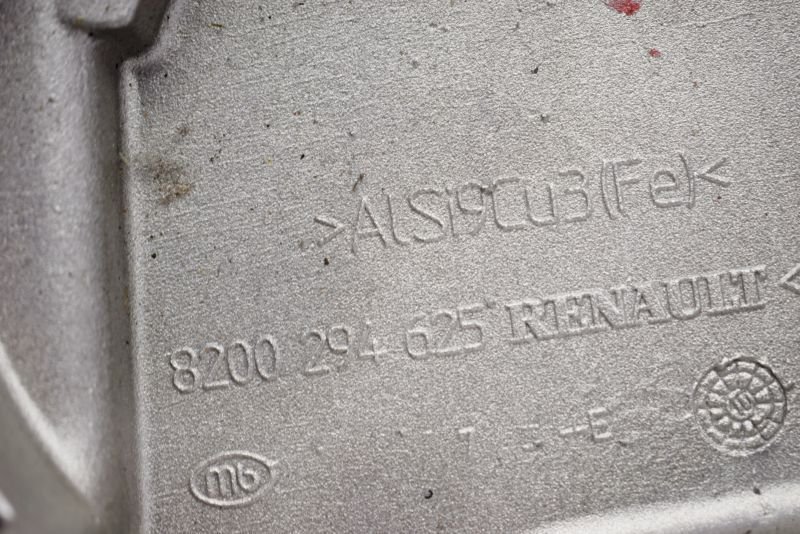 >AlSi9Cu3(Fe)<
8200 294 625 RENAULT
mb